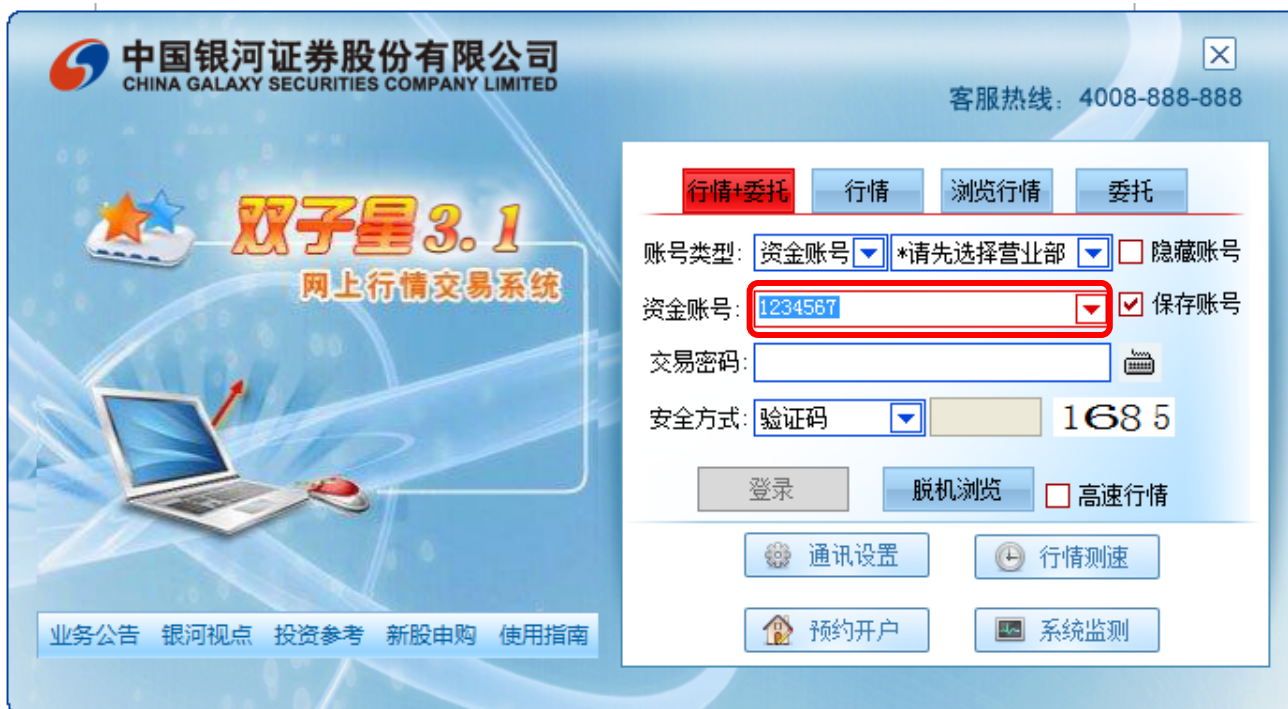 中国银河证券股份有限公司
CHINA GALAXY SECURITIES COMPANY LIMITED
客服热线：4008-888-888
双子星3.1
网上行情交易系统
行情+委托 行情 浏览行情 委托
账号类型: 资金账号 *请先选择营业部 隐藏账号
资金账号: 1234567 保存账号
交易密码:
安全方式: 验证码 1685
登录 脱机浏览 高速行情
通讯设置 行情测速
预约开户 系统监测
业务公告 银河视点 投资参考 新股申购 使用指南